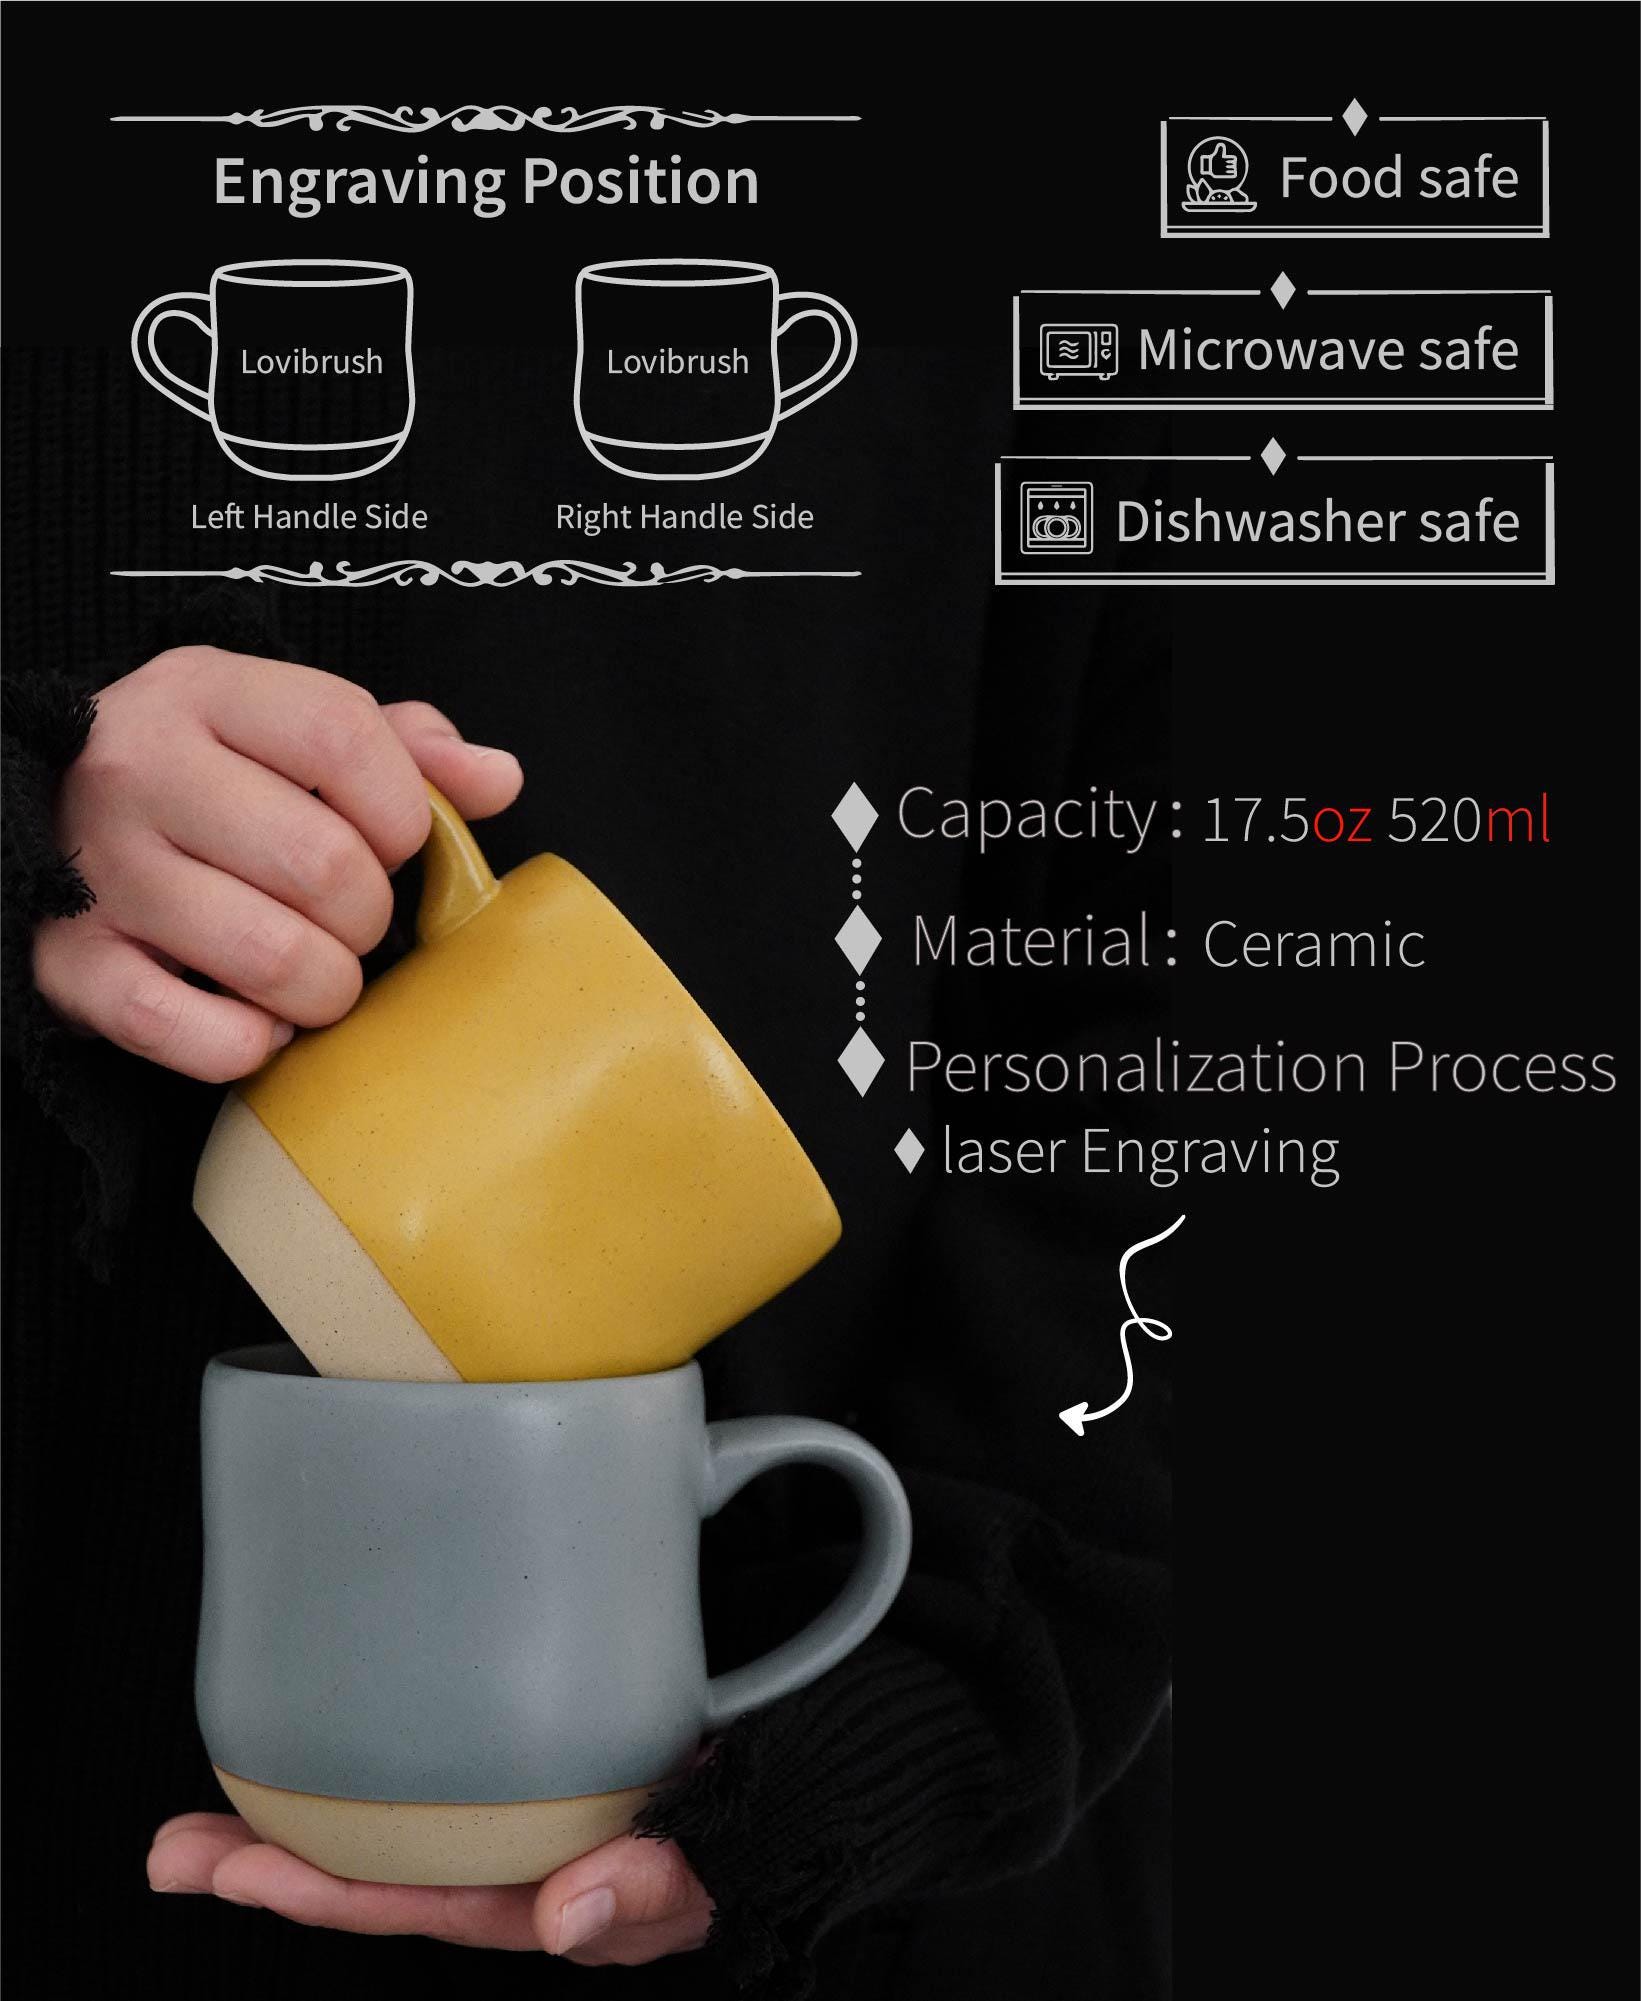 Engraving Position
Lovibrush
Lovibrush
Left Handle Side
Right Handle Side
Food safe
Microwave safe
Dishwasher safe
Capacity: 17.5oz 520ml
Material: Ceramic
Personalization Process
laser Engraving